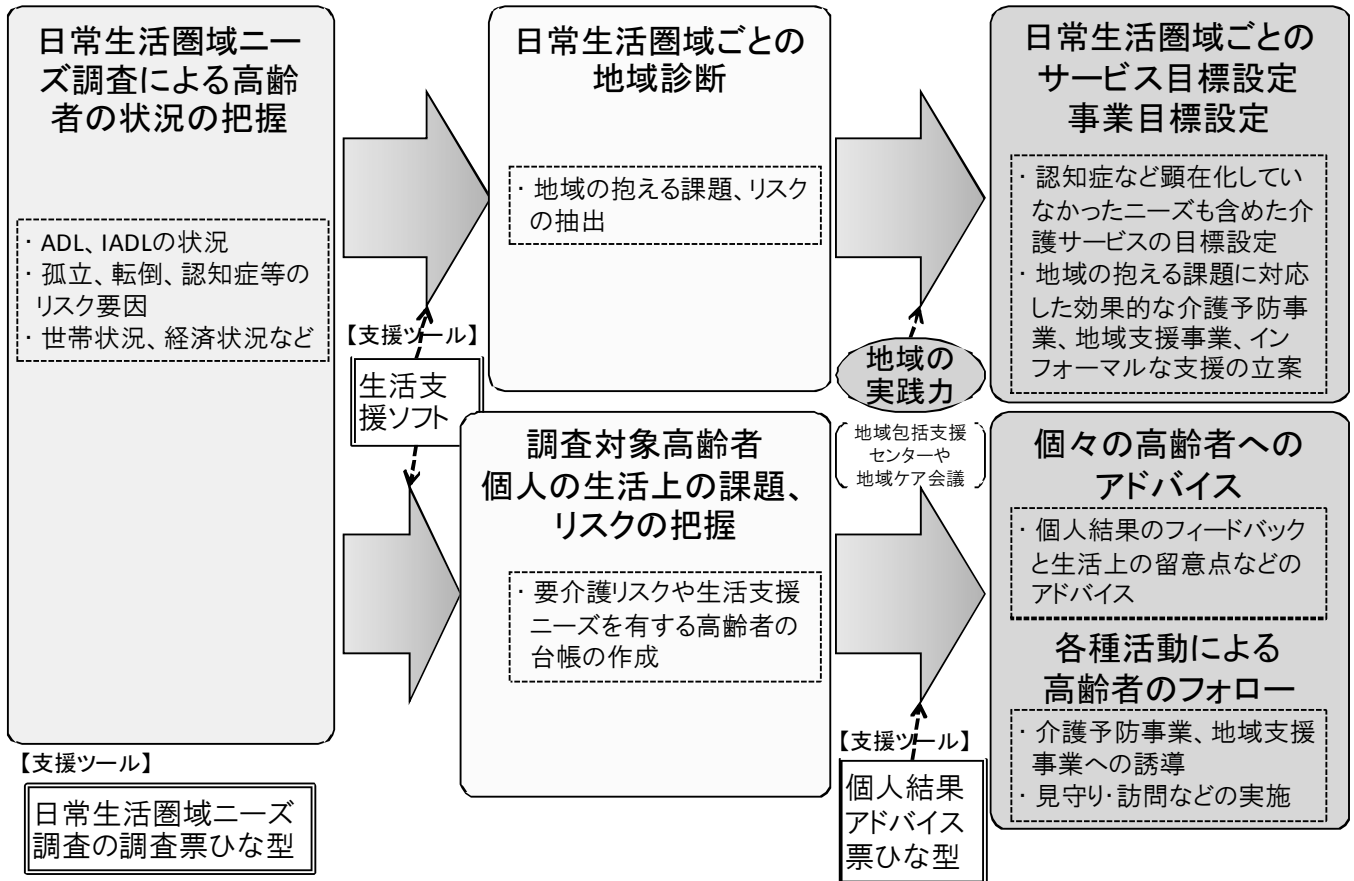 日常生活圏域ニー
ズ調査による高齢
者の状況の把握
・ADL、IADLの状況
・孤立、転倒、認知症等の
リスク要因
・世帯状況、経済状況など
【支援ツール】
日常生活圏域ニーズ
調査の調査票ひな型
【支援ツール】
生活支
援ソフト
日常生活圏域ごとの
地域診断
・地域の抱える課題、リスク
の抽出
調査対象高齢者
個人の生活上の課題、
リスクの把握
・要介護リスクや生活支援
ニーズを有する高齢者の
台帳の作成
地域の
実践力
地域包括支援
センターや
地域ケア会議
【支援ツール】
個人結果
アドバイス
票ひな型
日常生活圏域ごとの
サービス目標設定
事業目標設定
・認知症など顕在化してい
なかったニーズも含めた介
護サービスの目標設定
・地域の抱える課題に対応
した効果的な介護予防事
業、地域支援事業、イン
フォーマルな支援の立案
個々の高齢者への
アドバイス
・個人結果のフィードバック
と生活上の留意点などの
アドバイス
各種活動による
高齢者のフォロー
・介護予防事業、地域支援
事業への誘導
・見守り・訪問などの実施